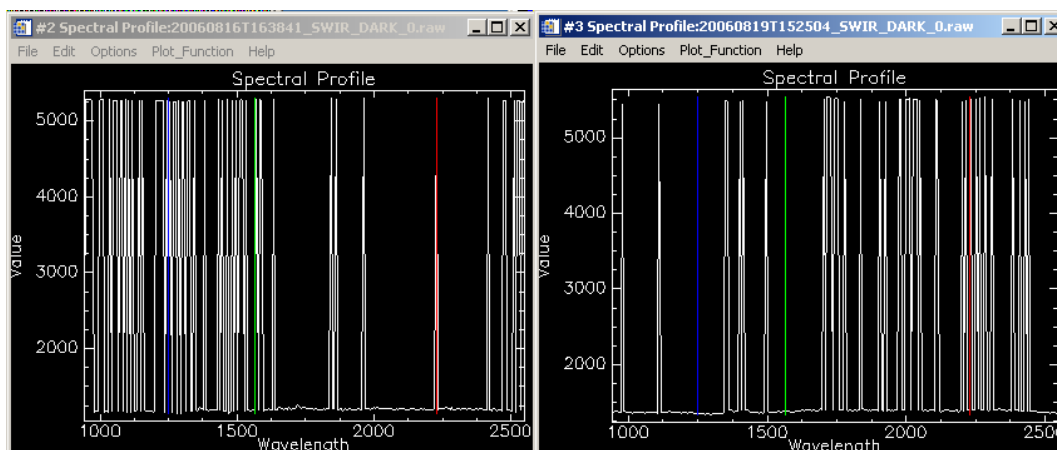 #2 Spectral Profile:20060816T163841_SWIR_DARK_0.raw
File Edit Options Plot_Function Help
Spectral Profile
5000
4000
3000
2000
Value
1000 1500 2000 2500
Wavelength
#3 Spectral Profile:20060819T152504_SWIR_DARK_0.raw
File Edit Options Plot_Function Help
Spectral Profile
5000
4000
3000
2000
Value
1000 1500 2000 2500
Wavelength